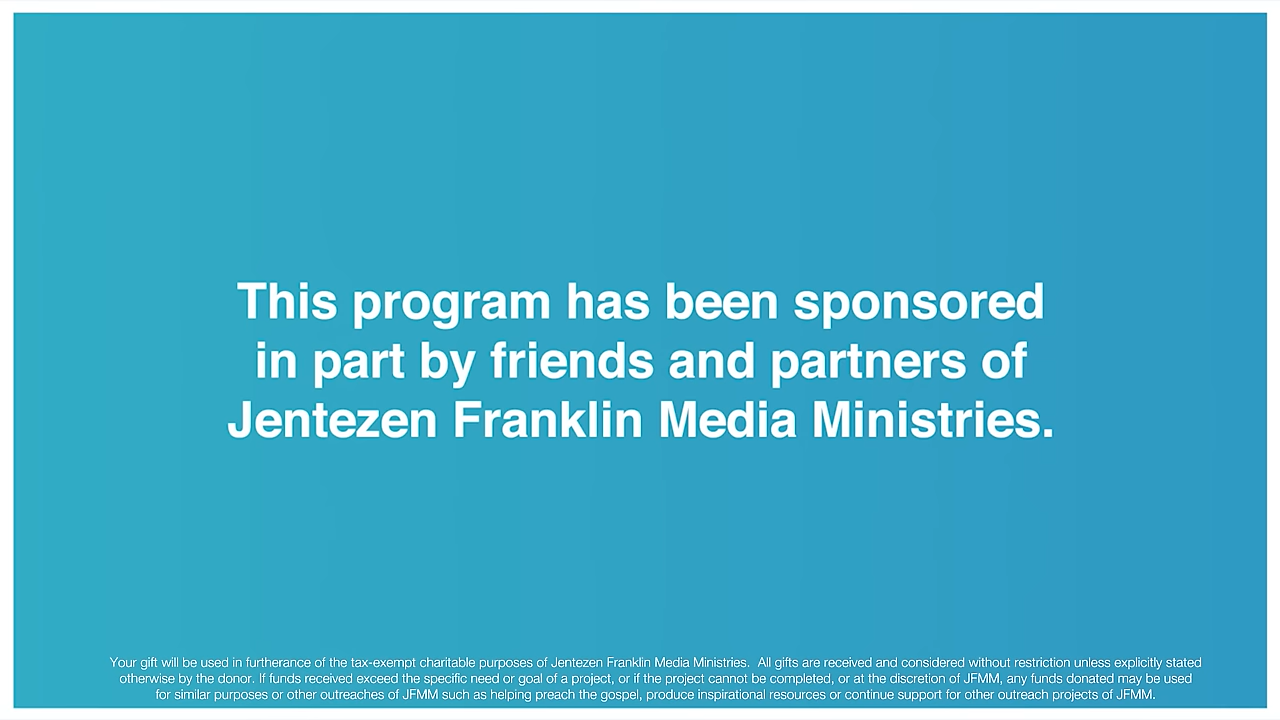 This program has been sponsored
in part by friends and partners of
Jentezen Franklin Media Ministries.
Your gift will be used in furtherance of the tax-exempt charitable purposes of Jentezen Franklin Media Ministries.  All gifts are received and considered without restriction unless explicitly stated
otherwise by the donor. If funds received exceed the specific need or goal of a project, or if the project cannot be completed, or at the discretion of JFMM, any funds donated may be used
for similar purposes or other outreaches of JFMM such as helping preach the gospel, produce inspirational resources or continue support for other outreach projects of JFMM.